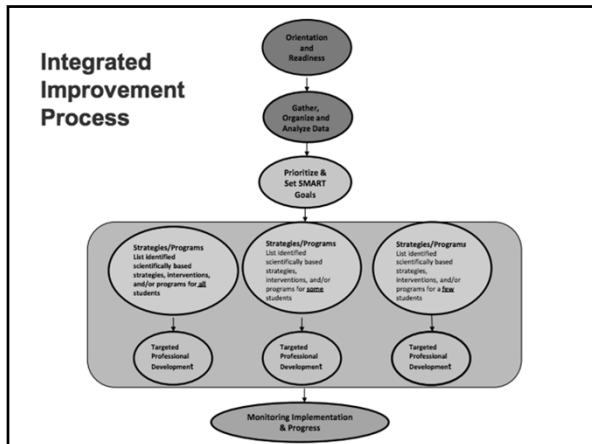 Integrated
Improvement
Process
Orientation
and
Readiness
Gather,
Organize and
Analyze Data
Prioritize &
Set SMART
Goals
Strategies/Programs
List identified
scientifically based
strategies, interventions,
and/or programs for all
students
Strategies/Programs
List identified
scientifically based
strategies,
interventions, and/or
programs for some
students
Strategies/Programs
List identified
scientifically based
strategies,
interventions, and/or
programs for a few
students
Targeted
Professional
Development
Targeted
Professional
Development
Targeted
Professional
Development
Monitoring Implementation
& Progress